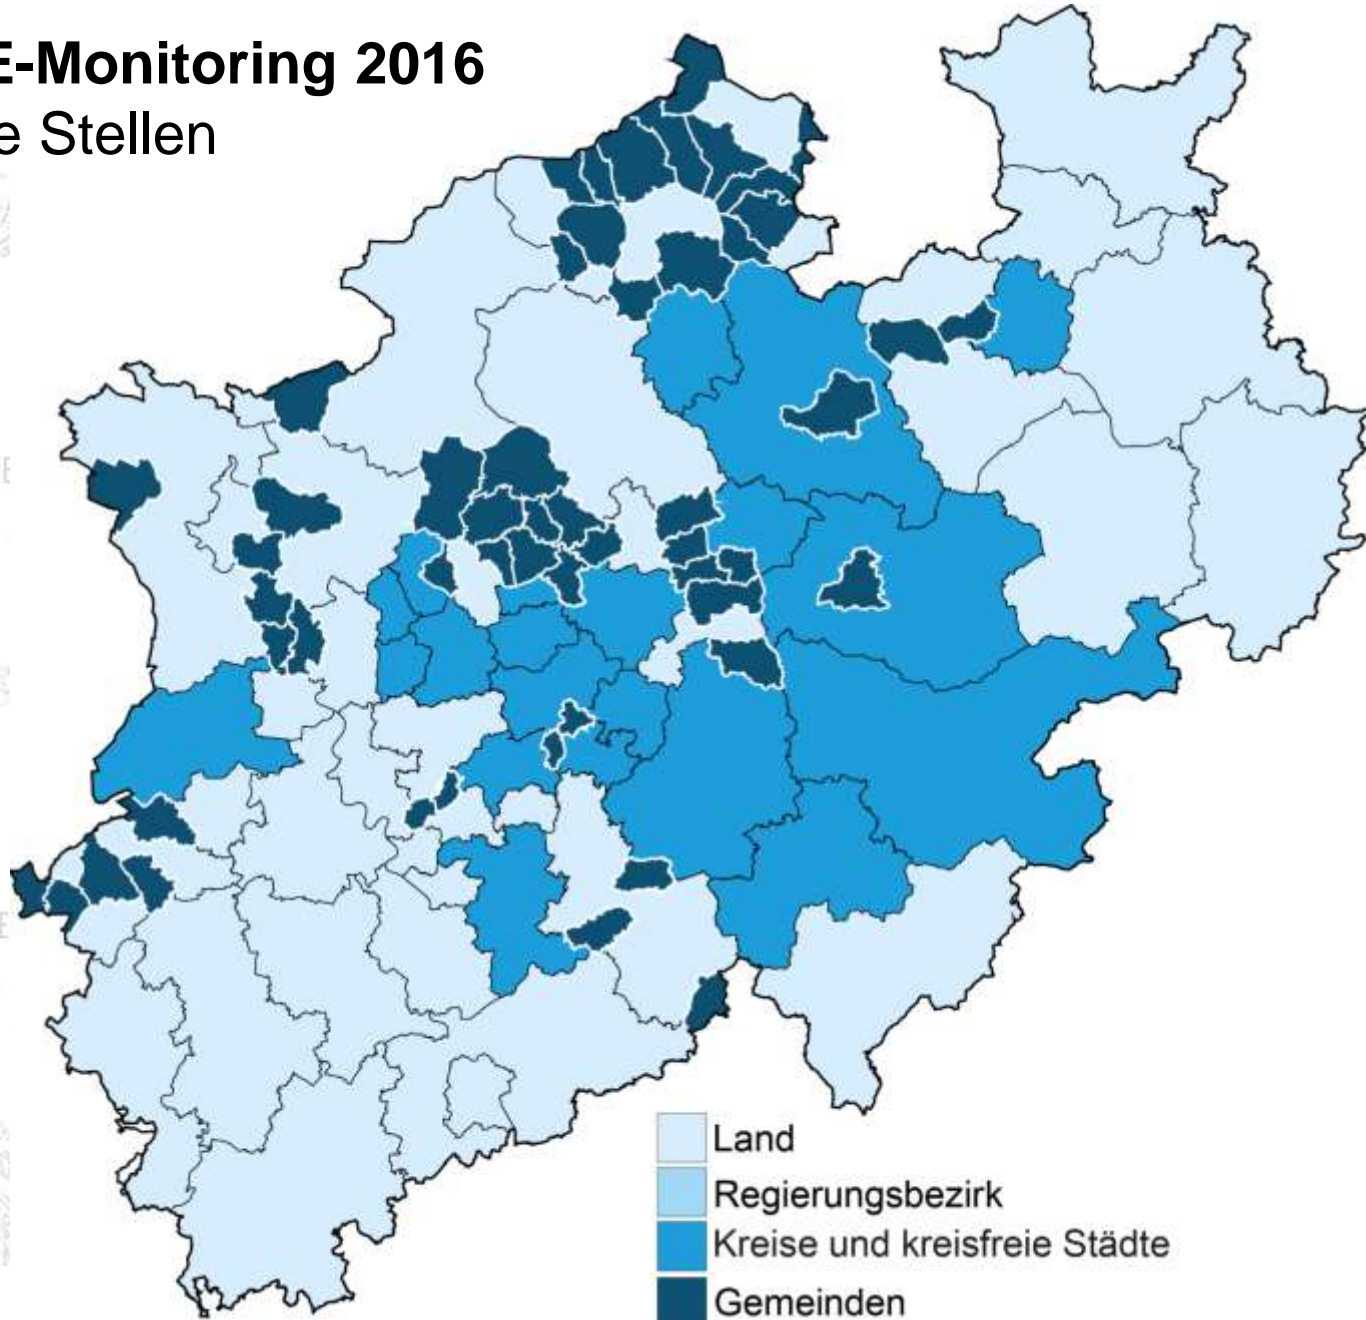 E-Monitoring 2016
e Stellen
Land
Regierungsbezirk
Kreise und kreisfreie Städte
Gemeinden